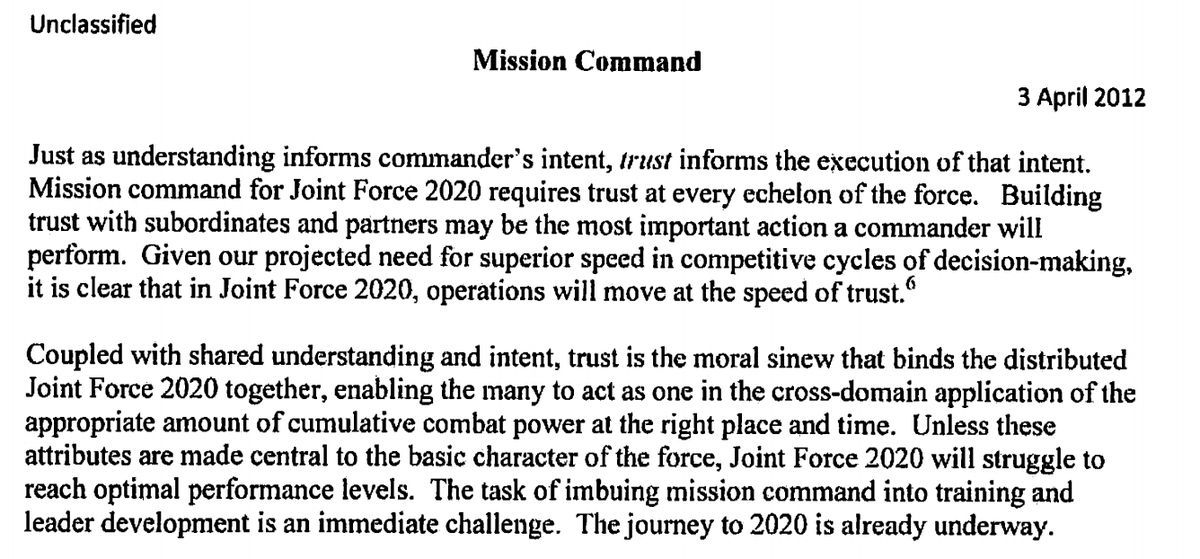 Unclassified
Mission Command
3 April 2012
Just as understanding informs commander's intent, trust informs the execution of that intent.
Mission command for Joint Force 2020 requires trust at every echelon of the force. Building
trust with subordinates and partners may be the most important action a commander will
perform. Given our projected need for superior speed in competitive cycles of decision-making,
it is clear that in Joint Force 2020, operations will move at the speed of trust.⁶
Coupled with shared understanding and intent, trust is the moral sinew that binds the distributed
Joint Force 2020 together, enabling the many to act as one in the cross-domain application of the
appropriate amount of cumulative combat power at the right place and time. Unless these
attributes are made central to the basic character of the force, Joint Force 2020 will struggle to
reach optimal performance levels. The task of imbuing mission command into training and
leader development is an immediate challenge. The journey to 2020 is already underway.